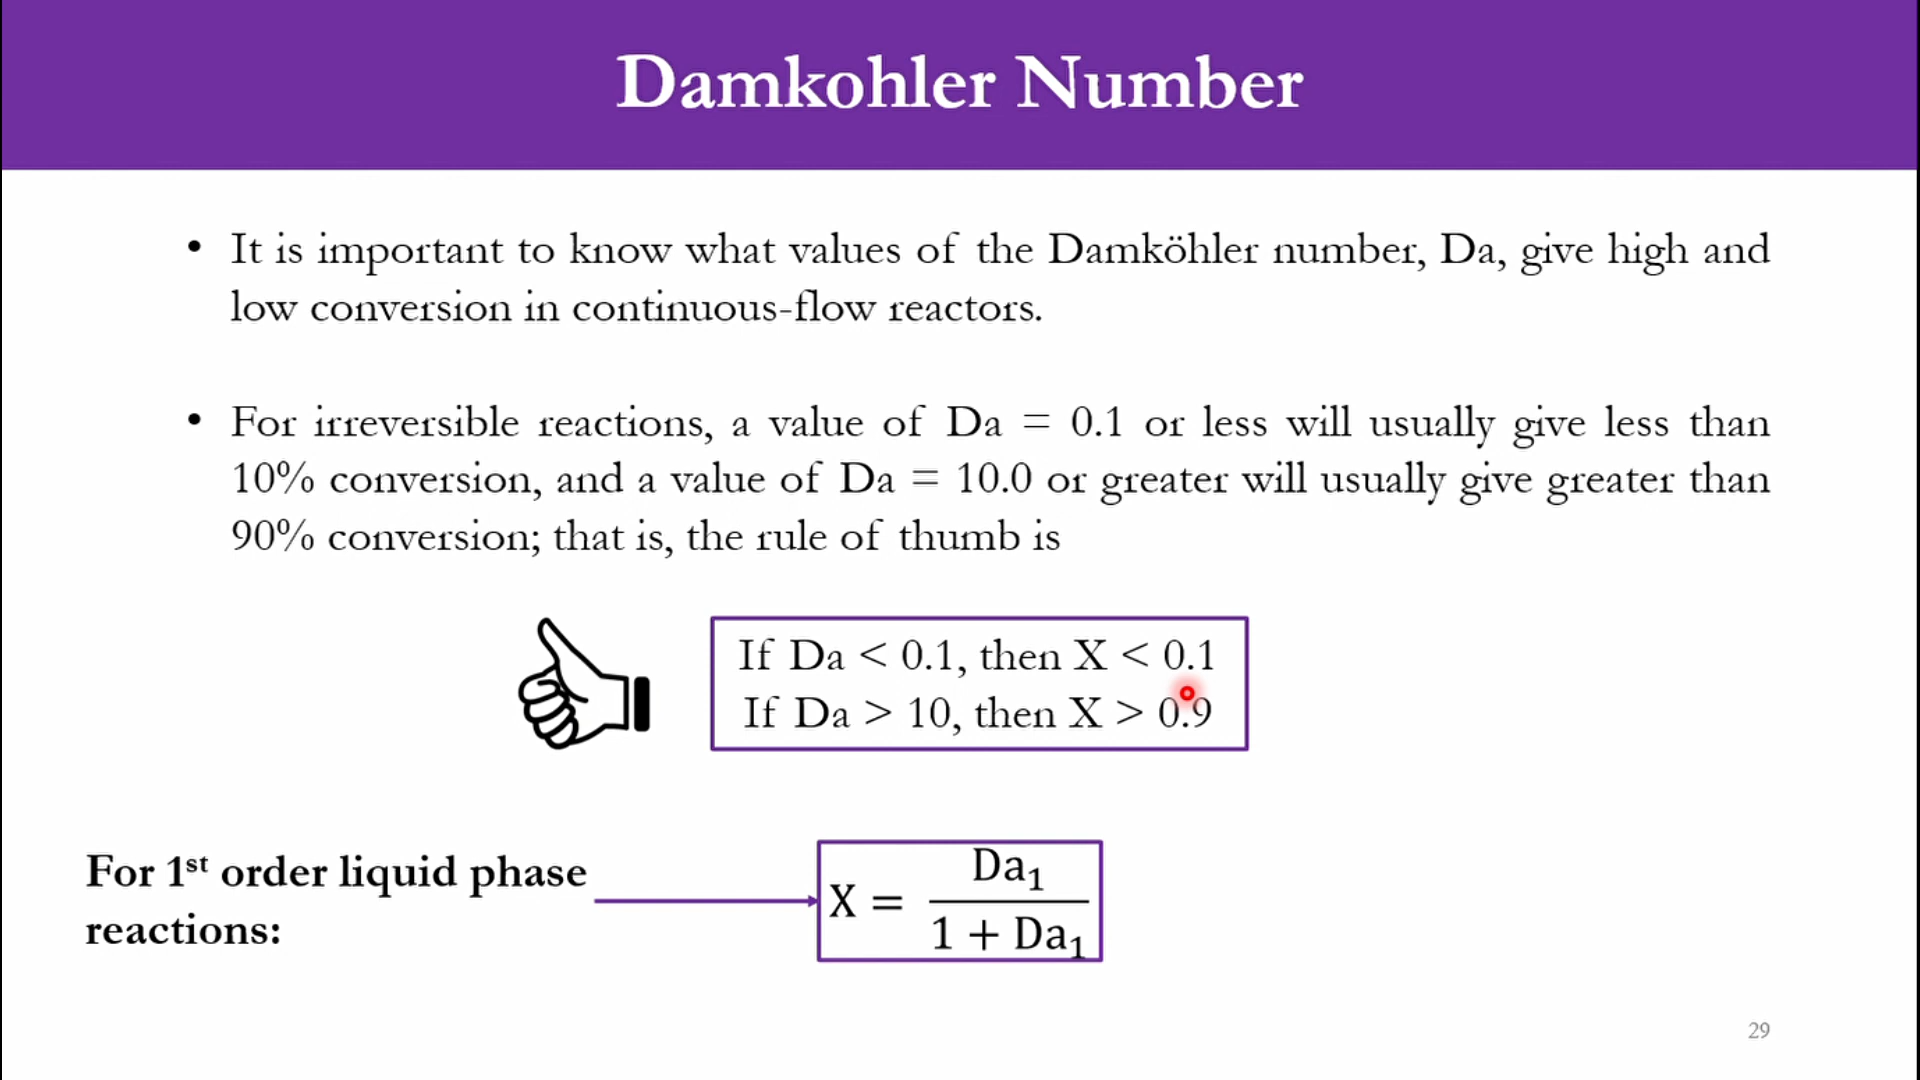 Damkohler Number
• It is important to know what values of the Damköhler number, Da, give high and
low conversion in continuous-flow reactors.
• For irreversible reactions, a value of Da = 0.1 or less will usually give less than
10% conversion, and a value of Da = 10.0 or greater will usually give greater than
90% conversion; that is, the rule of thumb is
If Da < 0.1, then X < 0.1
If Da > 10, then X > 0.9
For 1st order liquid phase
reactions:
X = Da₁ / (1 + Da₁)
29